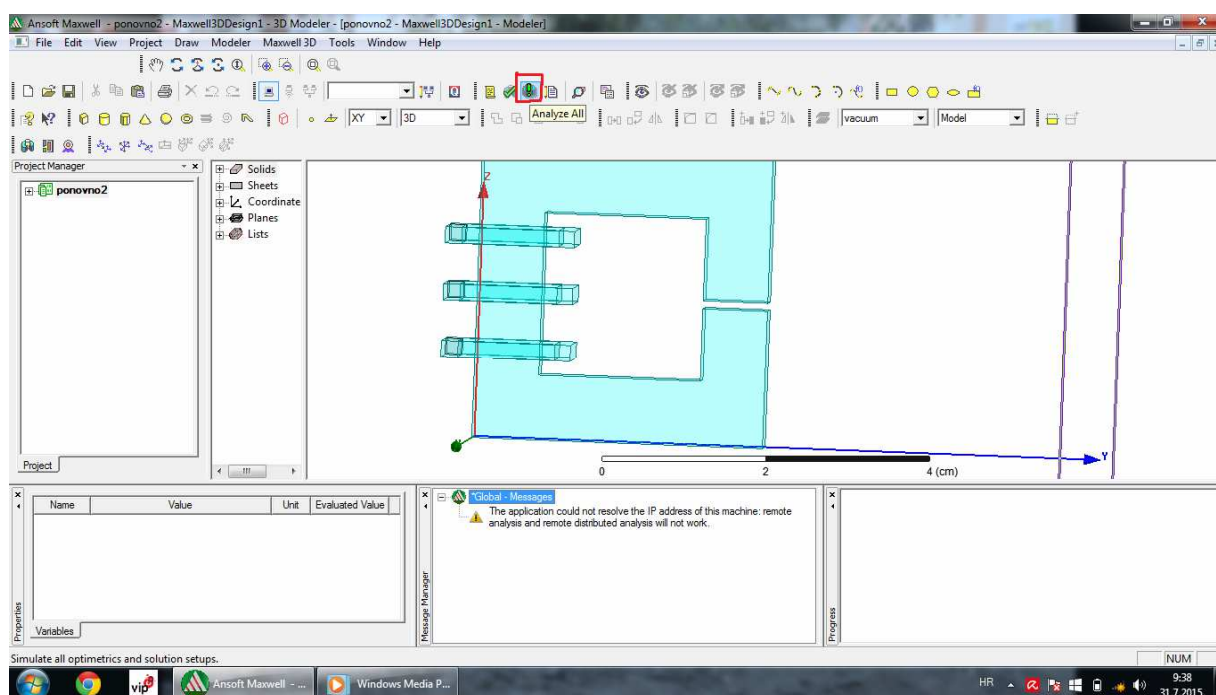 Ansoft Maxwell - ponovno2 - Maxwell3DDesign1 - 3D Modeler - [ponovno2 - Maxwell3DDesign1 - Modeler]
File Edit View Project Draw Modeler Maxwell 3D Tools Window Help
Analyze All
XY 3D vacuum Model
Project Manager
ponovno2
Project
Solids
Sheets
Coordinate
Planes
Lists
Z
Y
0 2 4 (cm)
Name Value Unit Evaluated Value
Variables
Properties
*Global - Messages
The application could not resolve the IP address of this machine: remote
analysis and remote distributed analysis will not work.
Message Manager
Progress
Simulate all optimetrics and solution setups.
NUM
vip
Ansoft Maxwell - ...
Windows Media P...
HR
9:38
31.7.2015